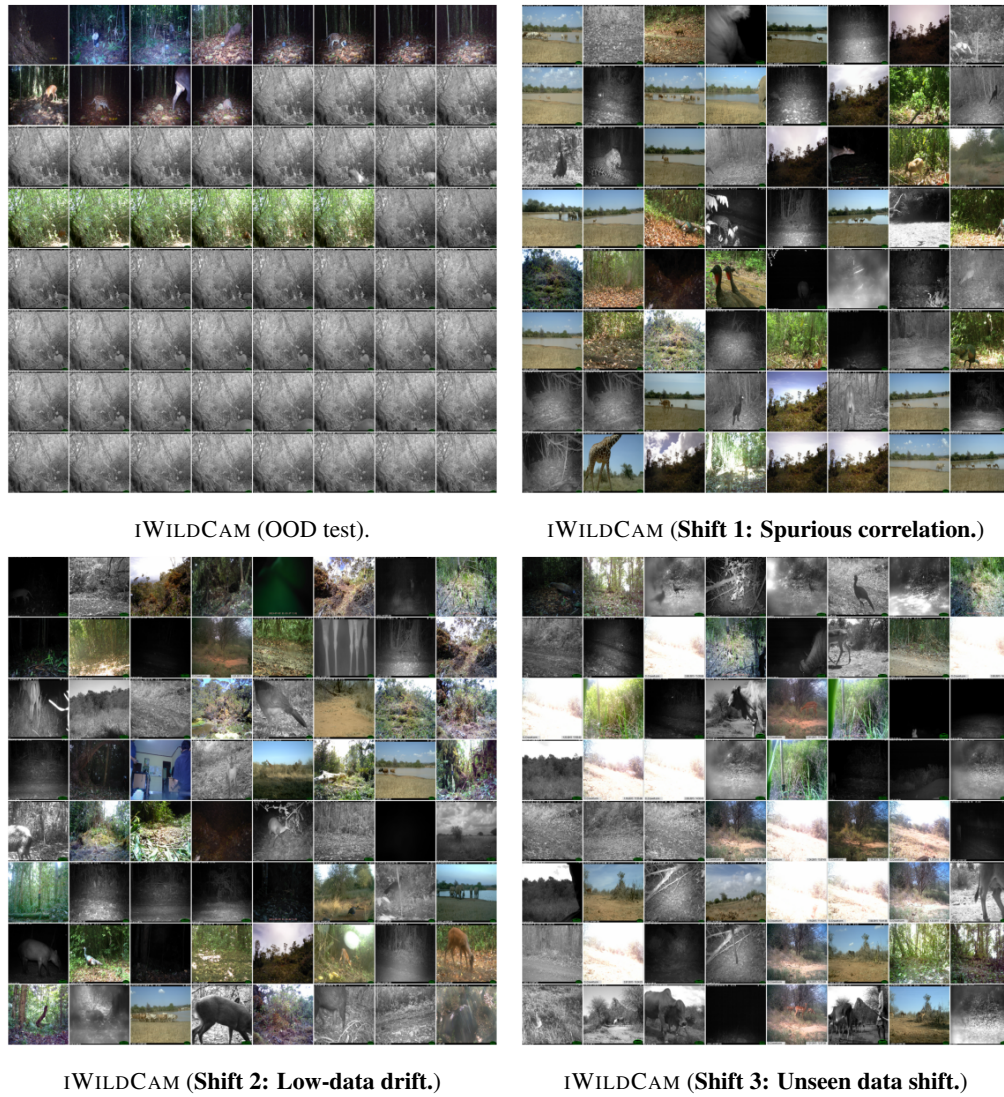 IWILDCAM (OOD test).
IWILDCAM (Shift 1: Spurious correlation.)
IWILDCAM (Shift 2: Low-data drift.)
IWILDCAM (Shift 3: Unseen data shift.)